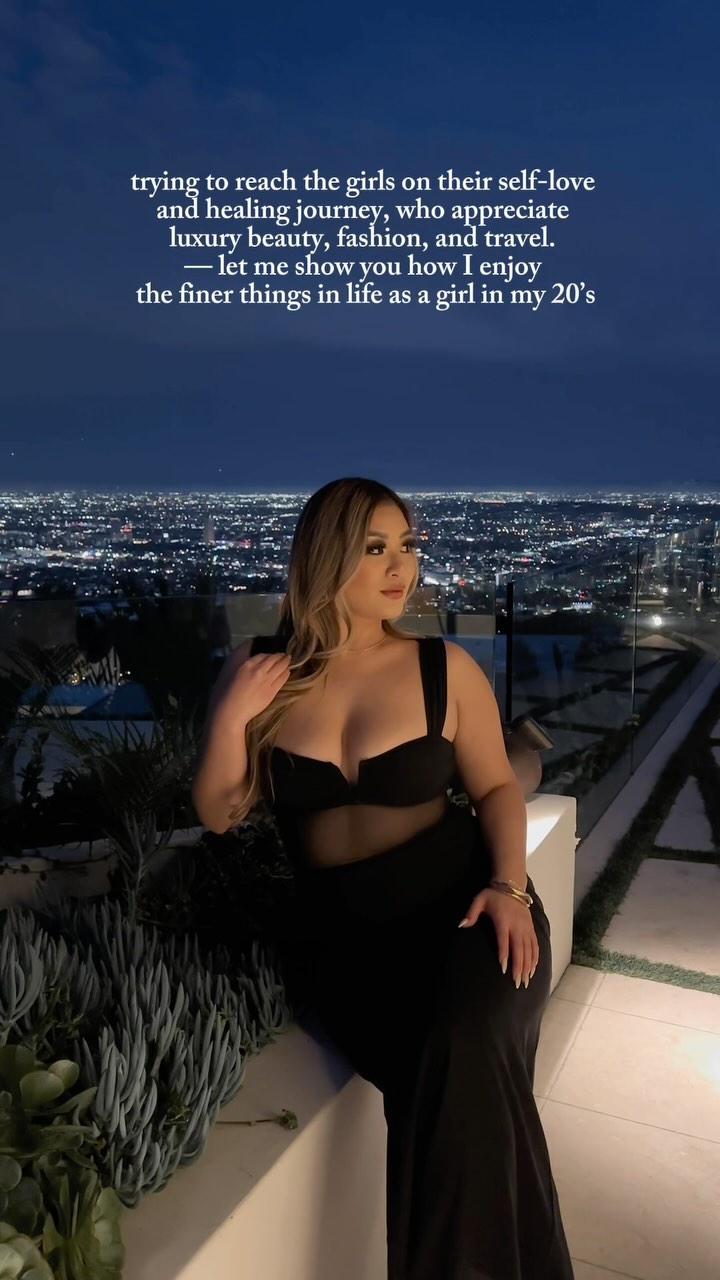 trying to reach the girls on their self-love
and healing journey, who appreciate
luxury beauty, fashion, and travel.
— let me show you how I enjoy
the finer things in life as a girl in my 20’s